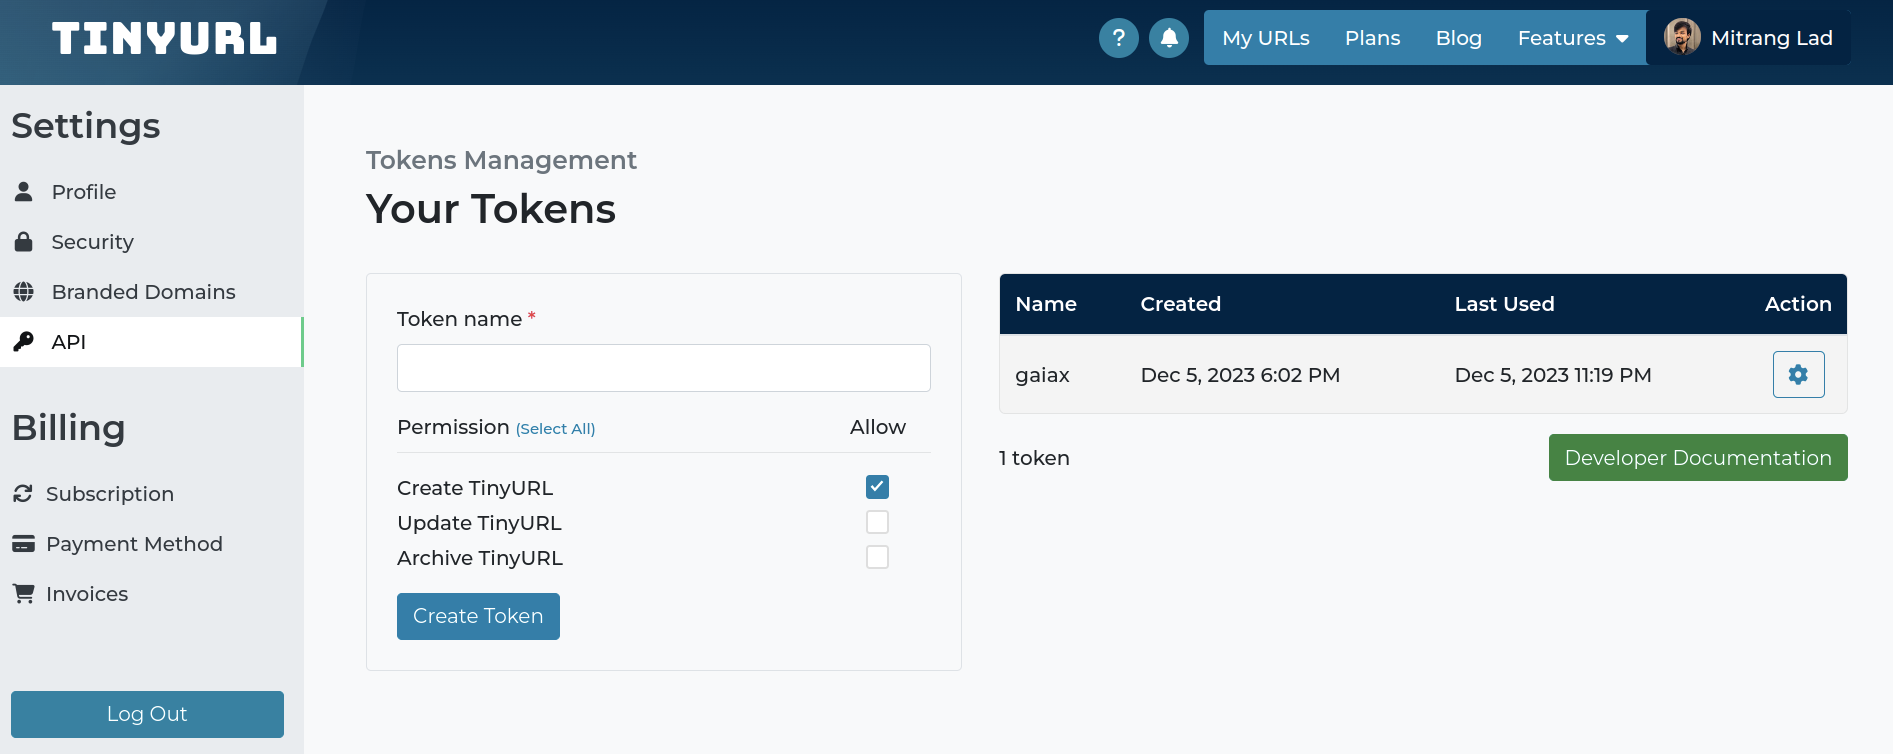 TINYURL
?
My URLs
Plans
Blog
Features
Mitrang Lad
Settings
Profile
Security
Branded Domains
API
Billing
Subscription
Payment Method
Invoices
Log Out
Tokens Management
Your Tokens
Token name *
Permission (Select All) Allow
Create TinyURL
Update TinyURL
Archive TinyURL
Create Token
Name Created Last Used Action
gaiax Dec 5, 2023 6:02 PM Dec 5, 2023 11:19 PM
1 token
Developer Documentation